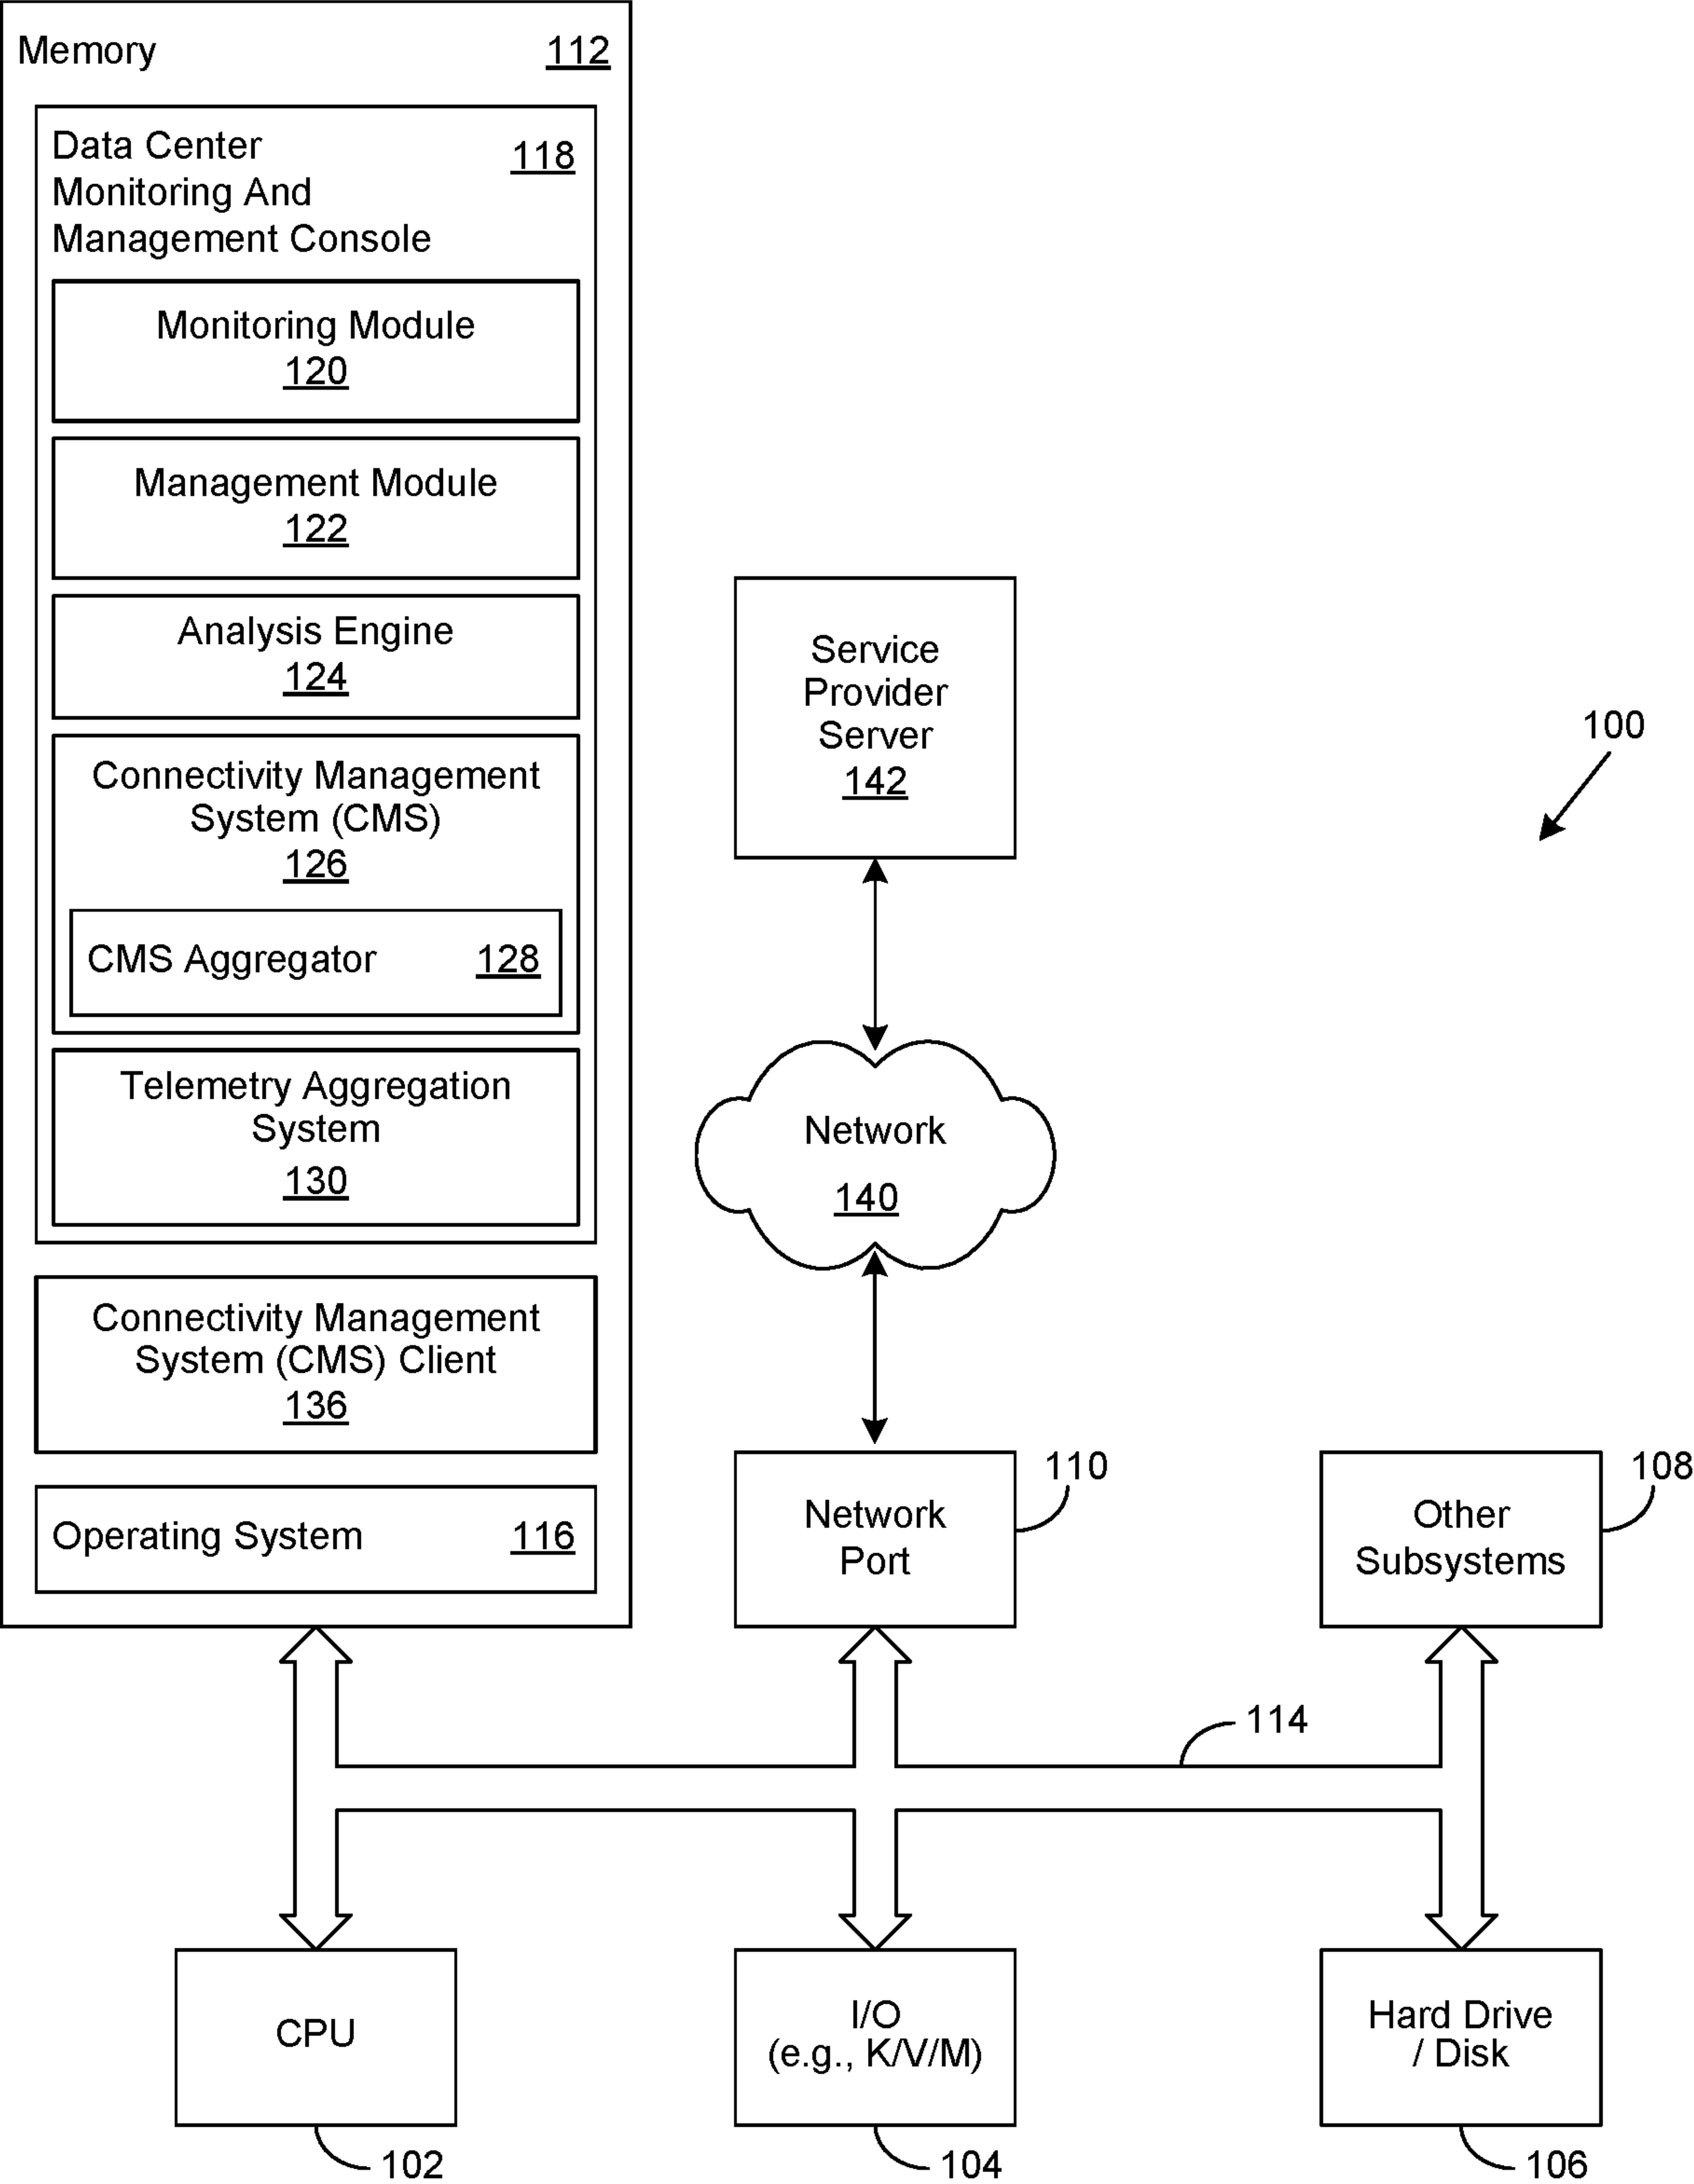 Memory 112
Data Center 118
Monitoring And
Management Console
Monitoring Module
120
Management Module
122
Analysis Engine
124
Connectivity Management
System (CMS)
126
CMS Aggregator 128
Telemetry Aggregation
System
130
Connectivity Management
System (CMS) Client
136
Operating System 116
Service
Provider
Server
142
100
Network
140
Network
Port
110
Other
Subsystems
108
114
CPU
102
I/O
(e.g., K/V/M)
104
Hard Drive
/ Disk
106